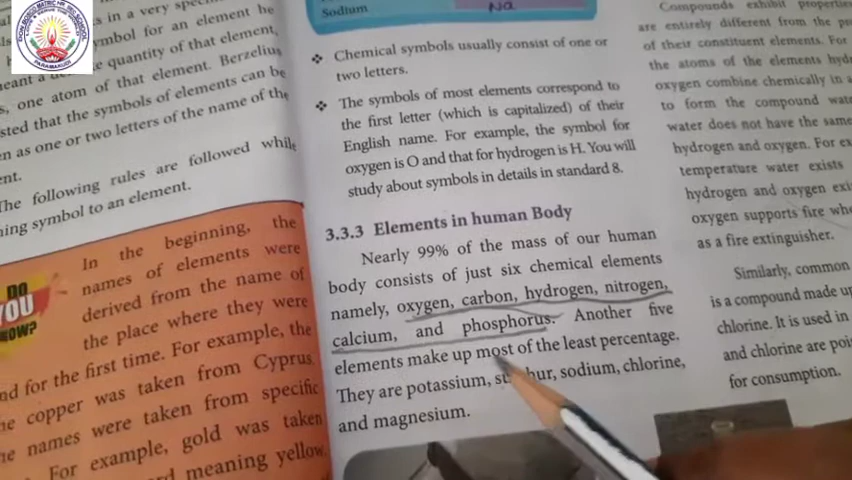 PARAMAKUDI
s in a very spec
symbol for an element he
meant a quantity of that element,
s, one atom of that element. Berzelius
sted that the symbols of elements can be
en as one or two letters of the name of the
ent.
The following rules are followed while
ing symbol to an element.
DO
YOU
In the beginning, the
names of elements were
derived from the name of
the place where they were
nd for the first time. For example, the
copper was taken from Cyprus.
names were taken from specific
For example, gold was taken
meaning yellow.
Sodium
Na
❖ Chemical symbols usually consist of one or
two letters.
❖ The symbols of most elements correspond to
the first letter (which is capitalized) of their
English name. For example, the symbol for
oxygen is O and that for hydrogen is H. You will
study about symbols in details in standard 8.
3.3.3 Elements in human Body
Nearly 99% of the mass of our human
body consists of just six chemical elements
namely, oxygen, carbon, hydrogen, nitrogen,
calcium, and phosphorus. Another five
elements make up most of the least percentage.
They are potassium, s hur, sodium, chlorine,
and magnesium.
Compounds exhibit properti
are entirely different from the
of their constituent elements. For
the atoms of the elements hyd
oxygen combine chemically in a
to form the compound wate
water does not have the same
hydrogen and oxygen. For ex
temperature water exists
hydrogen and oxygen exi
oxygen supports fire whe
as a fire extinguisher.
Similarly, common
is a compound made u
chlorine. It is used in
and chlorine are poi
for consumption.